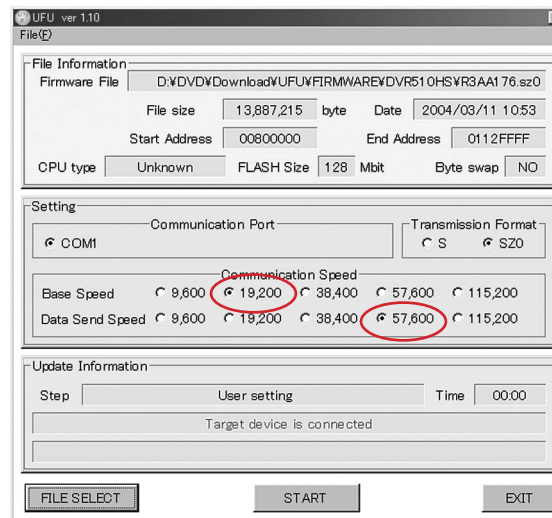 UFU ver 1.10
File(F)
File Information
Firmware File D:¥DVD¥Download¥UFU¥FIRMWARE¥DVR510HS¥R3AA176.sz0
File size 13,887,215 byte Date 2004/03/11 10:53
Start Address 00800000 End Address 0112FFFF
CPU type Unknown FLASH Size 128 Mbit Byte swap NO
Setting
Communication Port Transmission Format
COM1 S SZ0
Communication Speed
Base Speed 9,600 19,200 38,400 57,600 115,200
Data Send Speed 9,600 19,200 38,400 57,600 115,200
Update Information
Step User setting Time 00:00
Target device is connected
FILE SELECT START EXIT